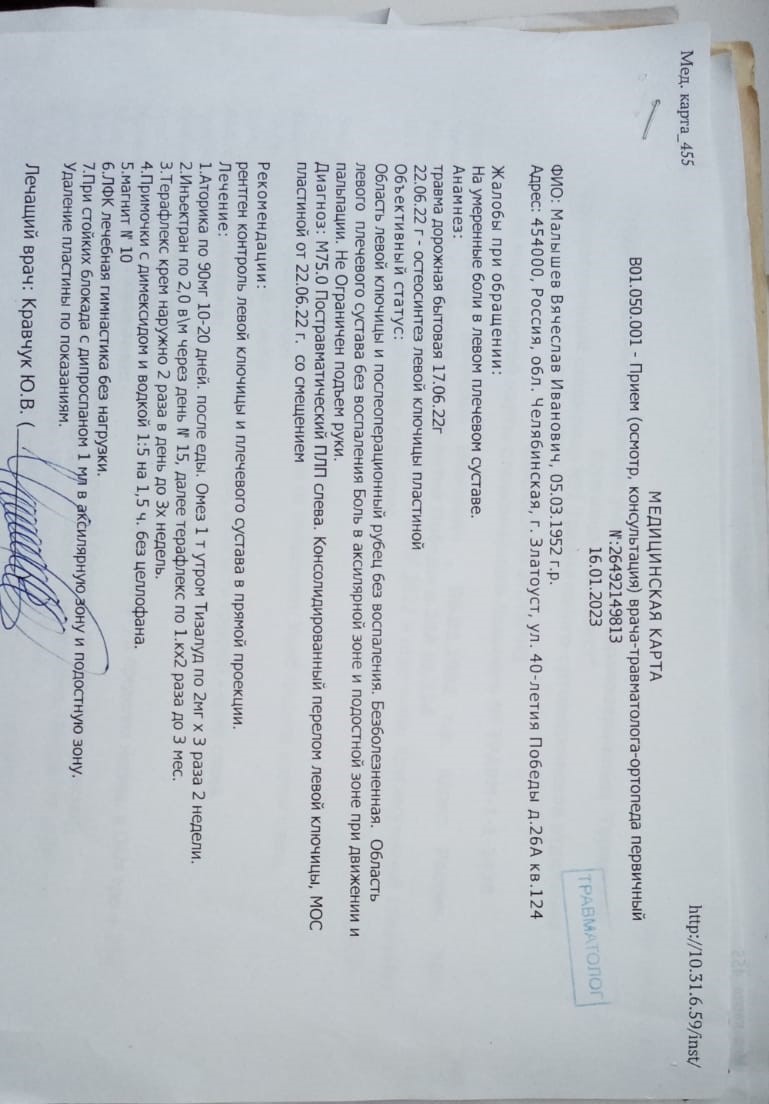 Мед. карта_455
http://10.31.6.59/inst/
МЕДИЦИНСКАЯ КАРТА
B01.050.001 - Прием (осмотр, консультация) врача-травматолога-ортопеда первичный
№:26492149813
16.01.2023
ТРАВМАТОЛОГ
ФИО: Малышев Вячеслав Иванович, 05.03.1952 г.р.
Адрес: 454000, Россия, обл. Челябинская, г. Златоуст, ул. 40-летия Победы д.26А кв.124
Жалобы при обращении:
На умеренные боли в левом плечевом суставе.
Анамнез:
травма дорожная бытовая 17.06.22г
22.06.22 г - остеосинтез левой ключицы пластиной
Объективный статус:
Область левой ключицы и послеоперационный рубец без воспаления. Безболезненная. Область
левого плечевого сустава без воспаления Боль в аксилярной зоне и подостной зоне при движении и
пальпации. Не Ограничен подъем руки.
Диагноз: М75.0 Постравматический ПЛП слева. Консолидированный перелом левой ключицы, МОС
пластиной от 22.06.22 г. со смещением
Рекомендации:
рентген контроль левой ключицы и плечевого сустава в прямой проекции.
Лечение:
1.Аторика по 90мг 10-20 дней. после еды. Омез 1 т утром Тизалуд по 2мг х 3 раза 2 недели.
2.Инъектран по 2,0 в\м через день № 15, далее терафлекс по 1.кх2 раза до 3 мес.
3.Терафлекс крем наружно 2 раза в день до 3х недель.
4.Примочки с димексидом и водкой 1:5 на 1,5 ч. без целлофана.
5.магнит № 10
6.ЛФК лечебная гимнастика без нагрузки.
7.При стойких блокада с дипроспаном 1 мл в аксилярную зону и подостную зону.
Удаление пластины по показаниям.
Лечащий врач: Кравчук Ю.В. (